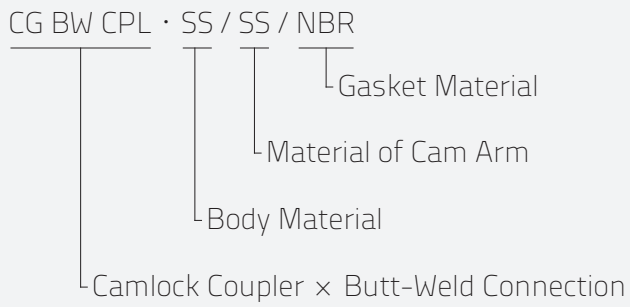 CG BW CPL · SS / SS / NBR
Gasket Material
Material of Cam Arm
Body Material
Camlock Coupler × Butt-Weld Connection